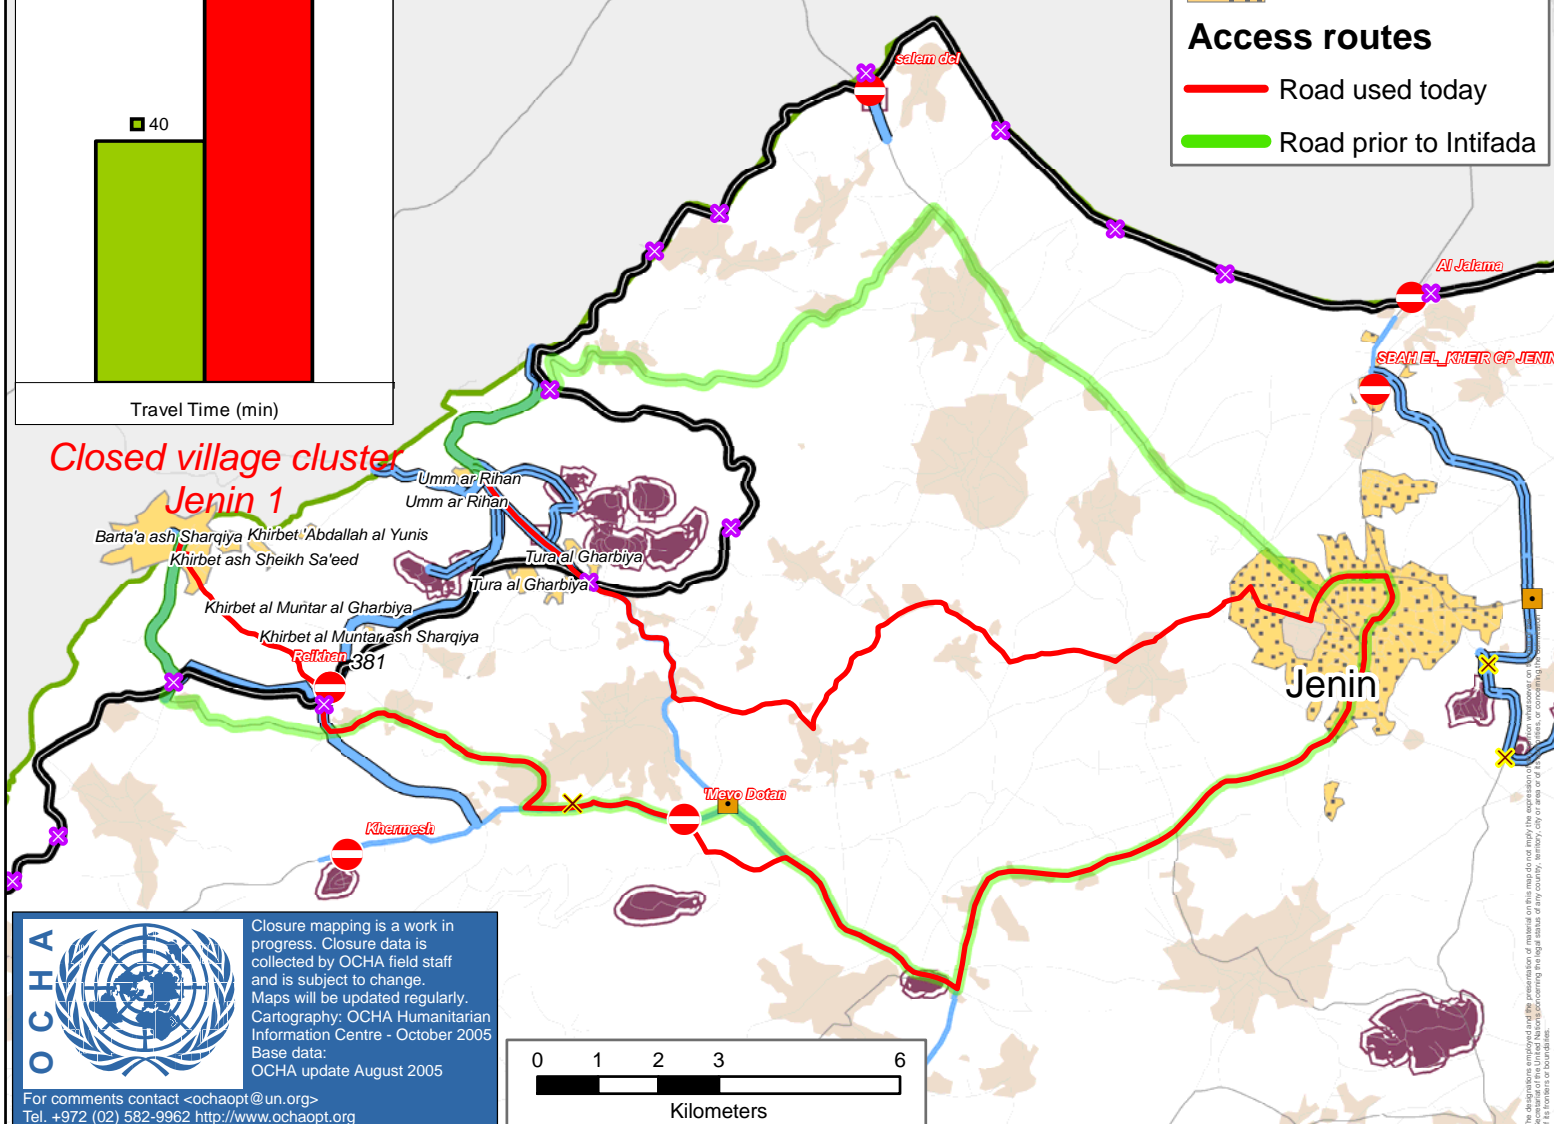 40
Travel Time (min)
Access routes
Road used today
Road prior to Intifada
salem dcl
Al Jalama
SBAH EL_KHEIR CP JENIN
Closed village cluster
Jenin 1
Umm ar Rihan
Umm ar Rihan
Barta'a ash Sharqiya
Khirbet 'Abdallah al Yunis
Khirbet ash Sheikh Sa'eed
Tura al Gharbiya
Tura al Gharbiya
Khirbet al Muntar al Gharbiya
Khirbet al Muntar ash Sharqiya
Reikhan
381
Jenin
'Mevo Dotan
Khermesh
OCHA
Closure mapping is a work in
progress. Closure data is
collected by OCHA field staff
and is subject to change.
Maps will be updated regularly.
Cartography: OCHA Humanitarian
Information Centre - October 2005
Base data:
OCHA update August 2005
For comments contact <ochaopt@un.org>
Tel. +972 (02) 582-9962 http://www.ochaopt.org
0 1 2 3 6
Kilometers